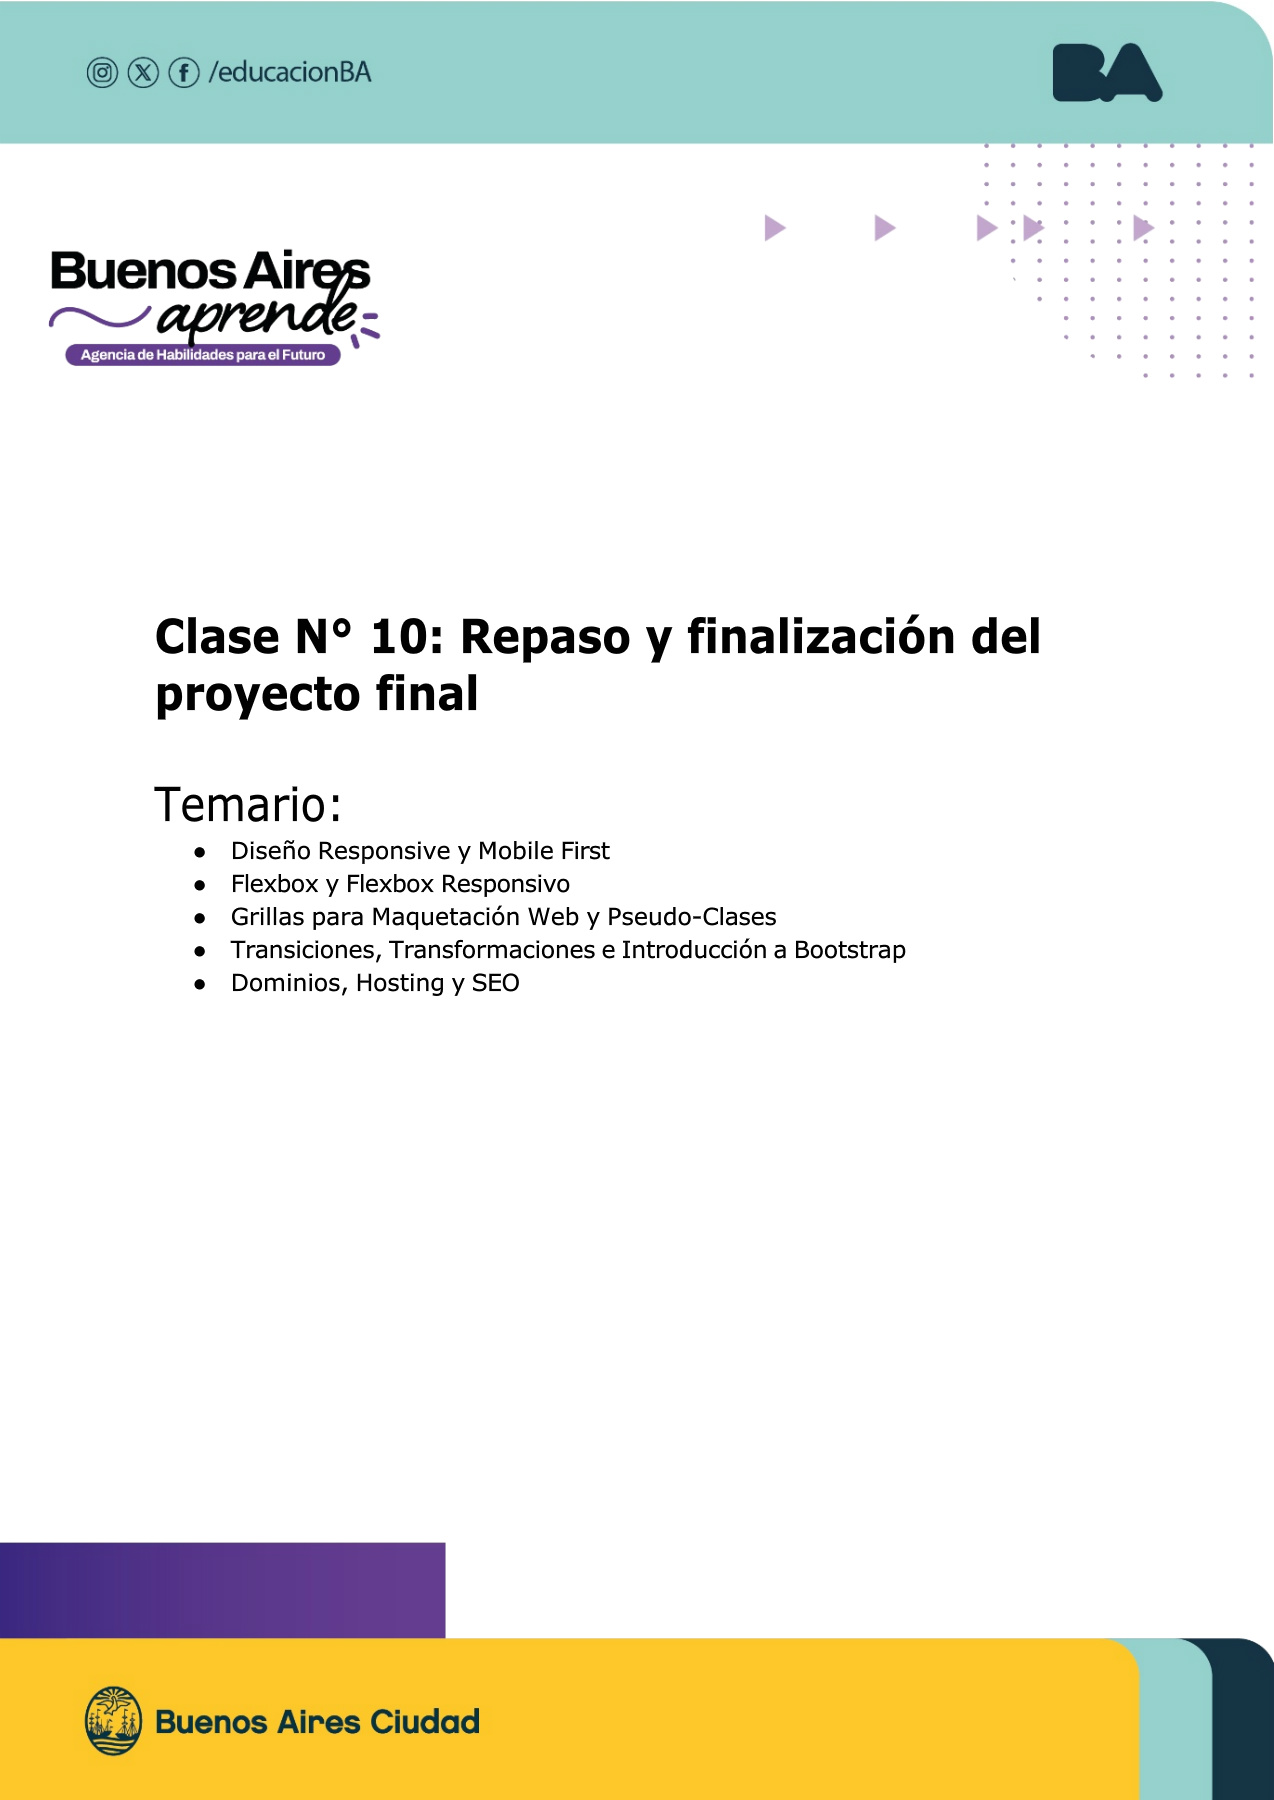 /educacionBA
BA
Buenos Aires
aprende
Agencia de Habilidades para el Futuro
Clase N° 10: Repaso y finalización del
proyecto final
Temario:
● Diseño Responsive y Mobile First
● Flexbox y Flexbox Responsivo
● Grillas para Maquetación Web y Pseudo-Clases
● Transiciones, Transformaciones e Introducción a Bootstrap
● Dominios, Hosting y SEO
Buenos Aires Ciudad